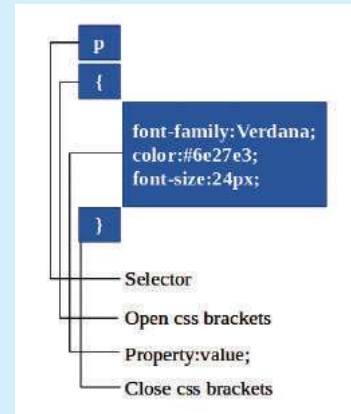 p
{
font-family:Verdana;
color:#6e27e3;
font-size:24px;
}
Selector
Open css brackets
Property:value;
Close css brackets